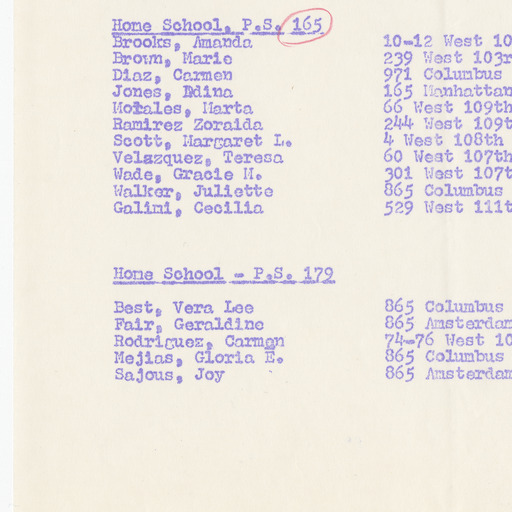 Home School, P.S. 165
Brooks, Amanda 10-12 West 10
Brown, Marie 239 West 103r
Diaz, Carmen 971 Columbus
Jones, Edina 165 Manhattan
Morales, Marta 66 West 109th
Ramirez Zoraida 244 West 109t
Scott, Margaret L. 4 West 108th
Velazquez, Teresa 60 West 107th
Wade, Gracie M. 301 West 107t
Walker, Juliette 865 Columbus
Galini, Cecilia 529 West 111t
Home School - P.S. 179
Best, Vera Lee 865 Columbus
Fair, Geraldine 865 Amsterdam
Rodriguez, Carmen 74-76 West 10
Mejias, Gloria E. 865 Columbus
Sajous, Joy 865 Amsterdam